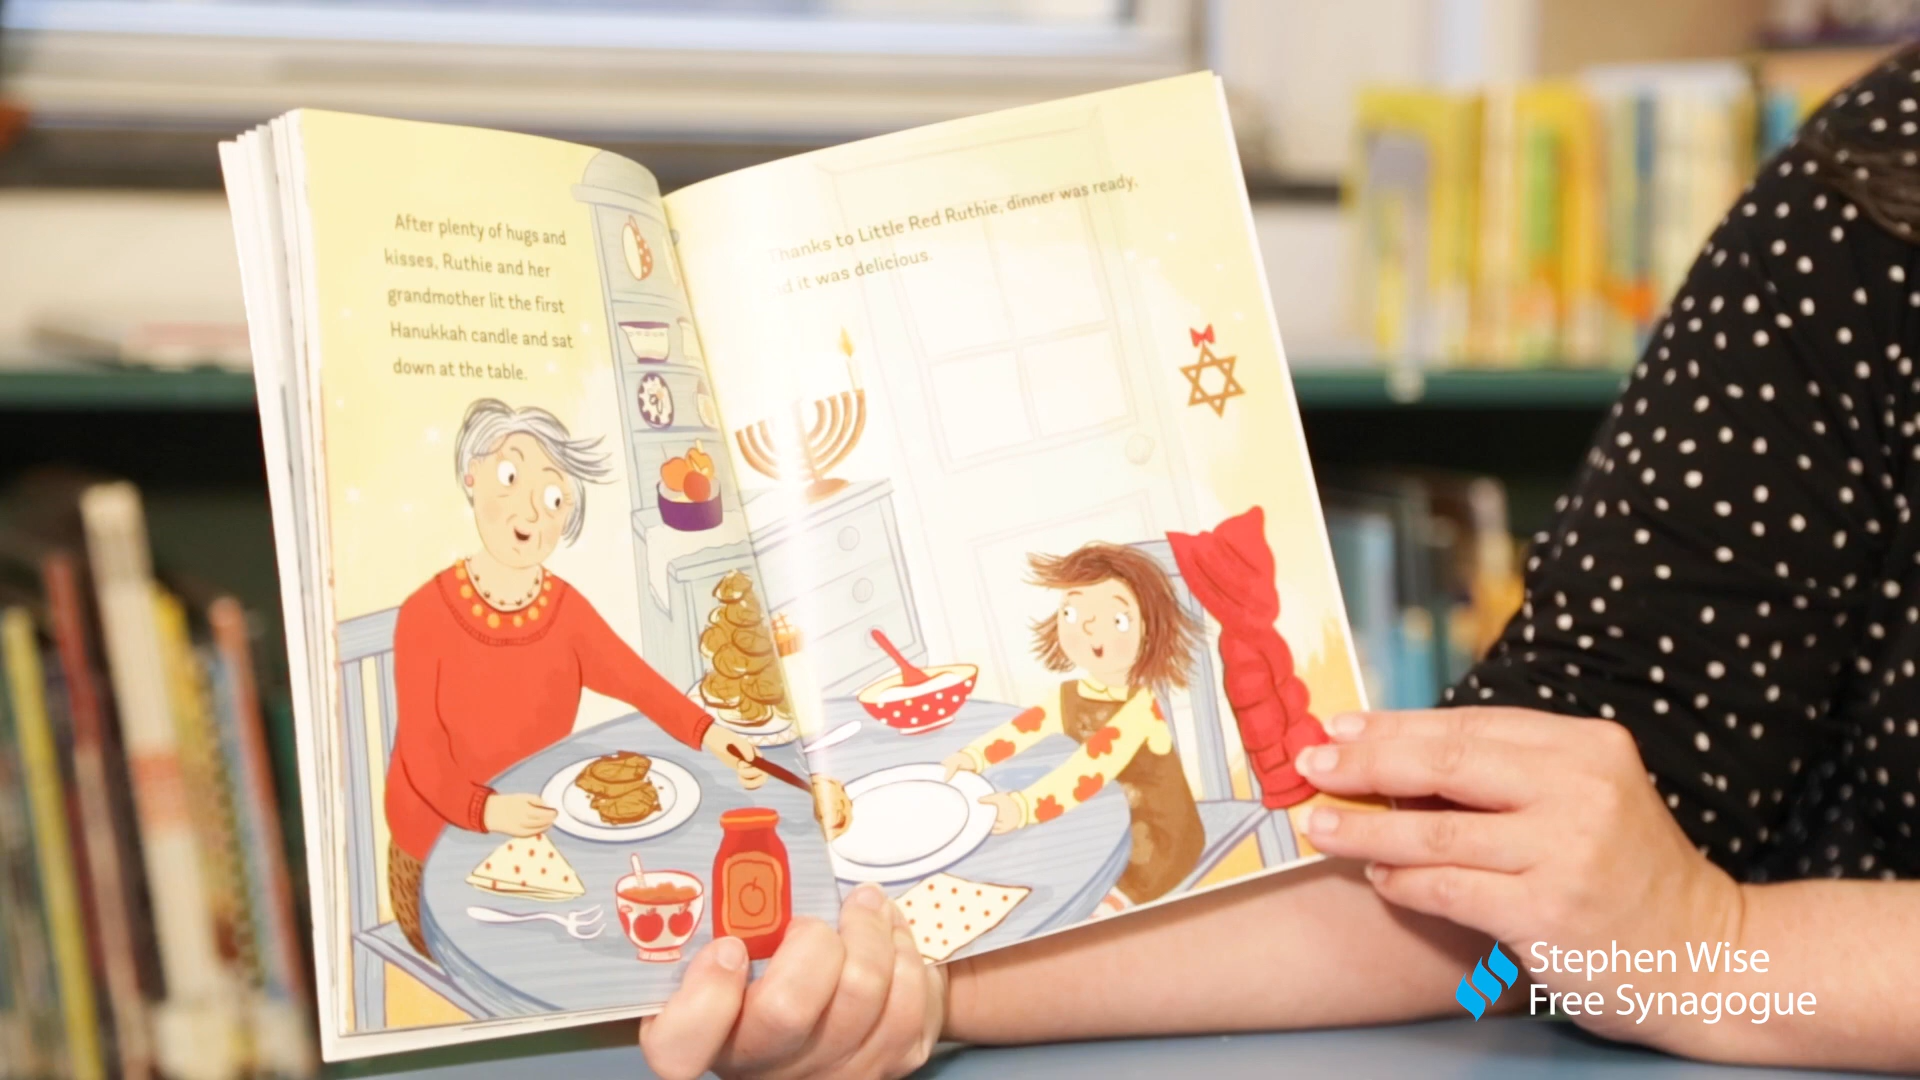 After plenty of hugs and
kisses, Ruthie and her
grandmother lit the first
Hanukkah candle and sat
down at the table.
Thanks to Little Red Ruthie, dinner was ready,
it was delicious.
Stephen Wise
Free Synagogue